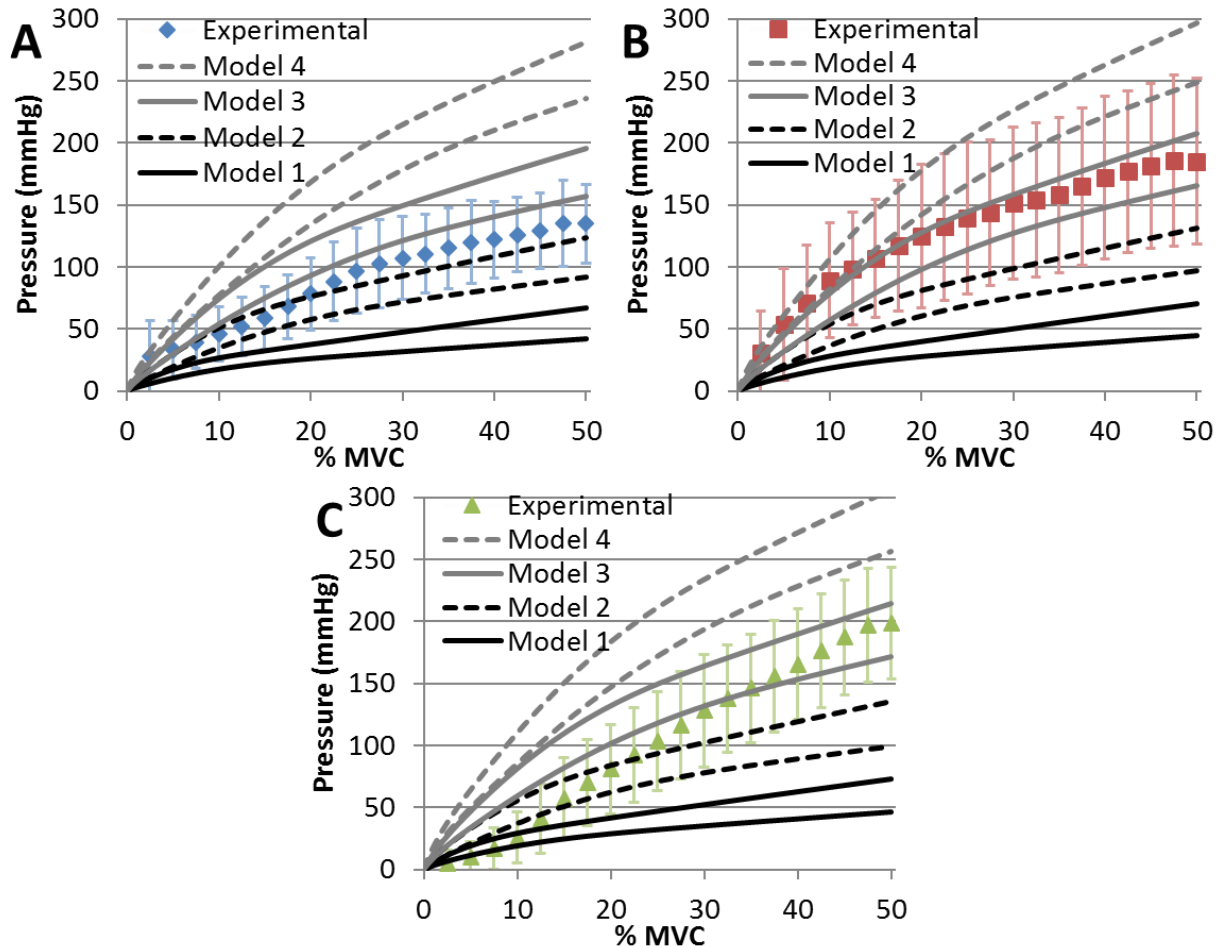 A
Pressure (mmHg)
300
250
200
150
100
50
0
Experimental
Model 4
Model 3
Model 2
Model 1
0 10 20 30 40 50
% MVC
B
Pressure (mmHg)
300
250
200
150
100
50
0
Experimental
Model 4
Model 3
Model 2
Model 1
0 10 20 30 40 50
% MVC
C
Pressure (mmHg)
300
250
200
150
100
50
0
Experimental
Model 4
Model 3
Model 2
Model 1
0 10 20 30 40 50
% MVC